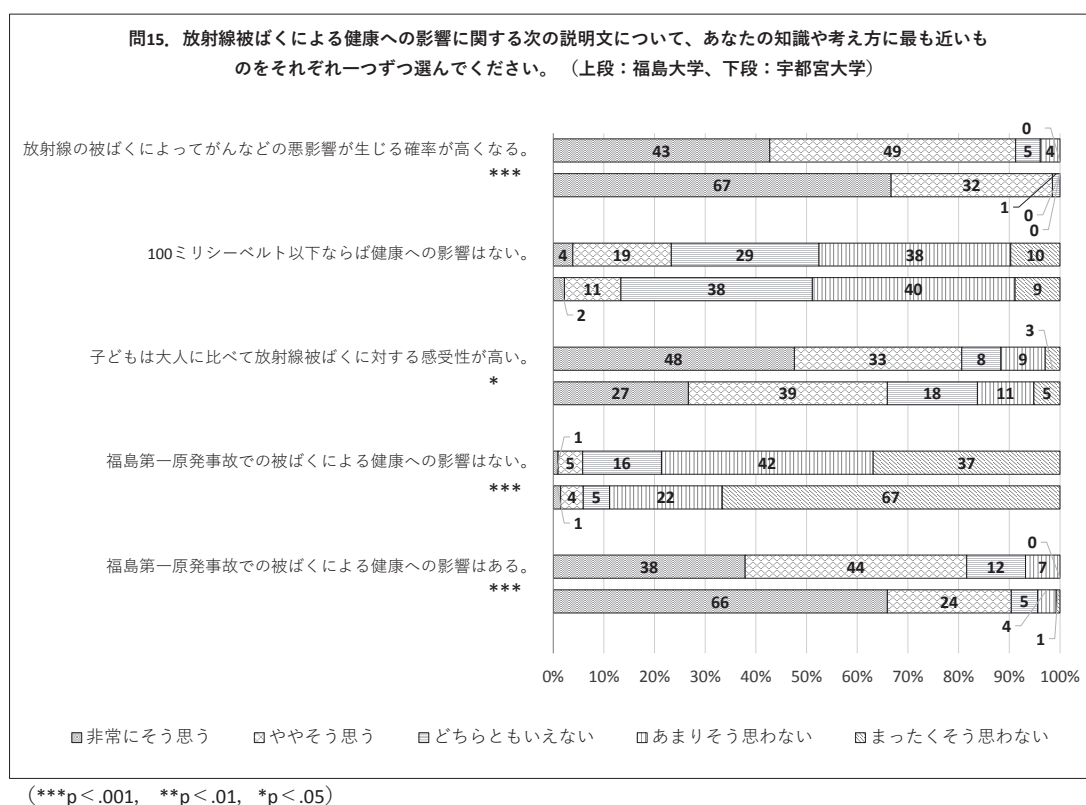 問15．放射線被ばくによる健康への影響に関する次の説明文について、あなたの知識や考え方に最も近いも
のをそれぞれ一つずつ選んでください。（上段：福島大学、下段：宇都宮大学）
0
放射線の被ばくによってがんなどの悪影響が生じる確率が高くなる。
43 49 5 4
***
67 32
1 0
0
100ミリシーベルト以下ならば健康への影響はない。
4 19 29 38 10
11 38 40 9
2
3
子どもは大人に比べて放射線被ばくに対する感受性が高い。
48 33 8 9
*
27 39 18 11 5
1
福島第一原発事故での被ばくによる健康への影響はない。
5 16 42 37
***
4 5 22 67
1
0
福島第一原発事故での被ばくによる健康への影響はある。
38 44 12 7
***
66 24 5
4 1
0% 10% 20% 30% 40% 50% 60% 70% 80% 90% 100%
非常にそう思う ややそう思う どちらともいえない あまりそう思わない まったくそう思わない
（***p＜.001, **p＜.01, *p＜.05）